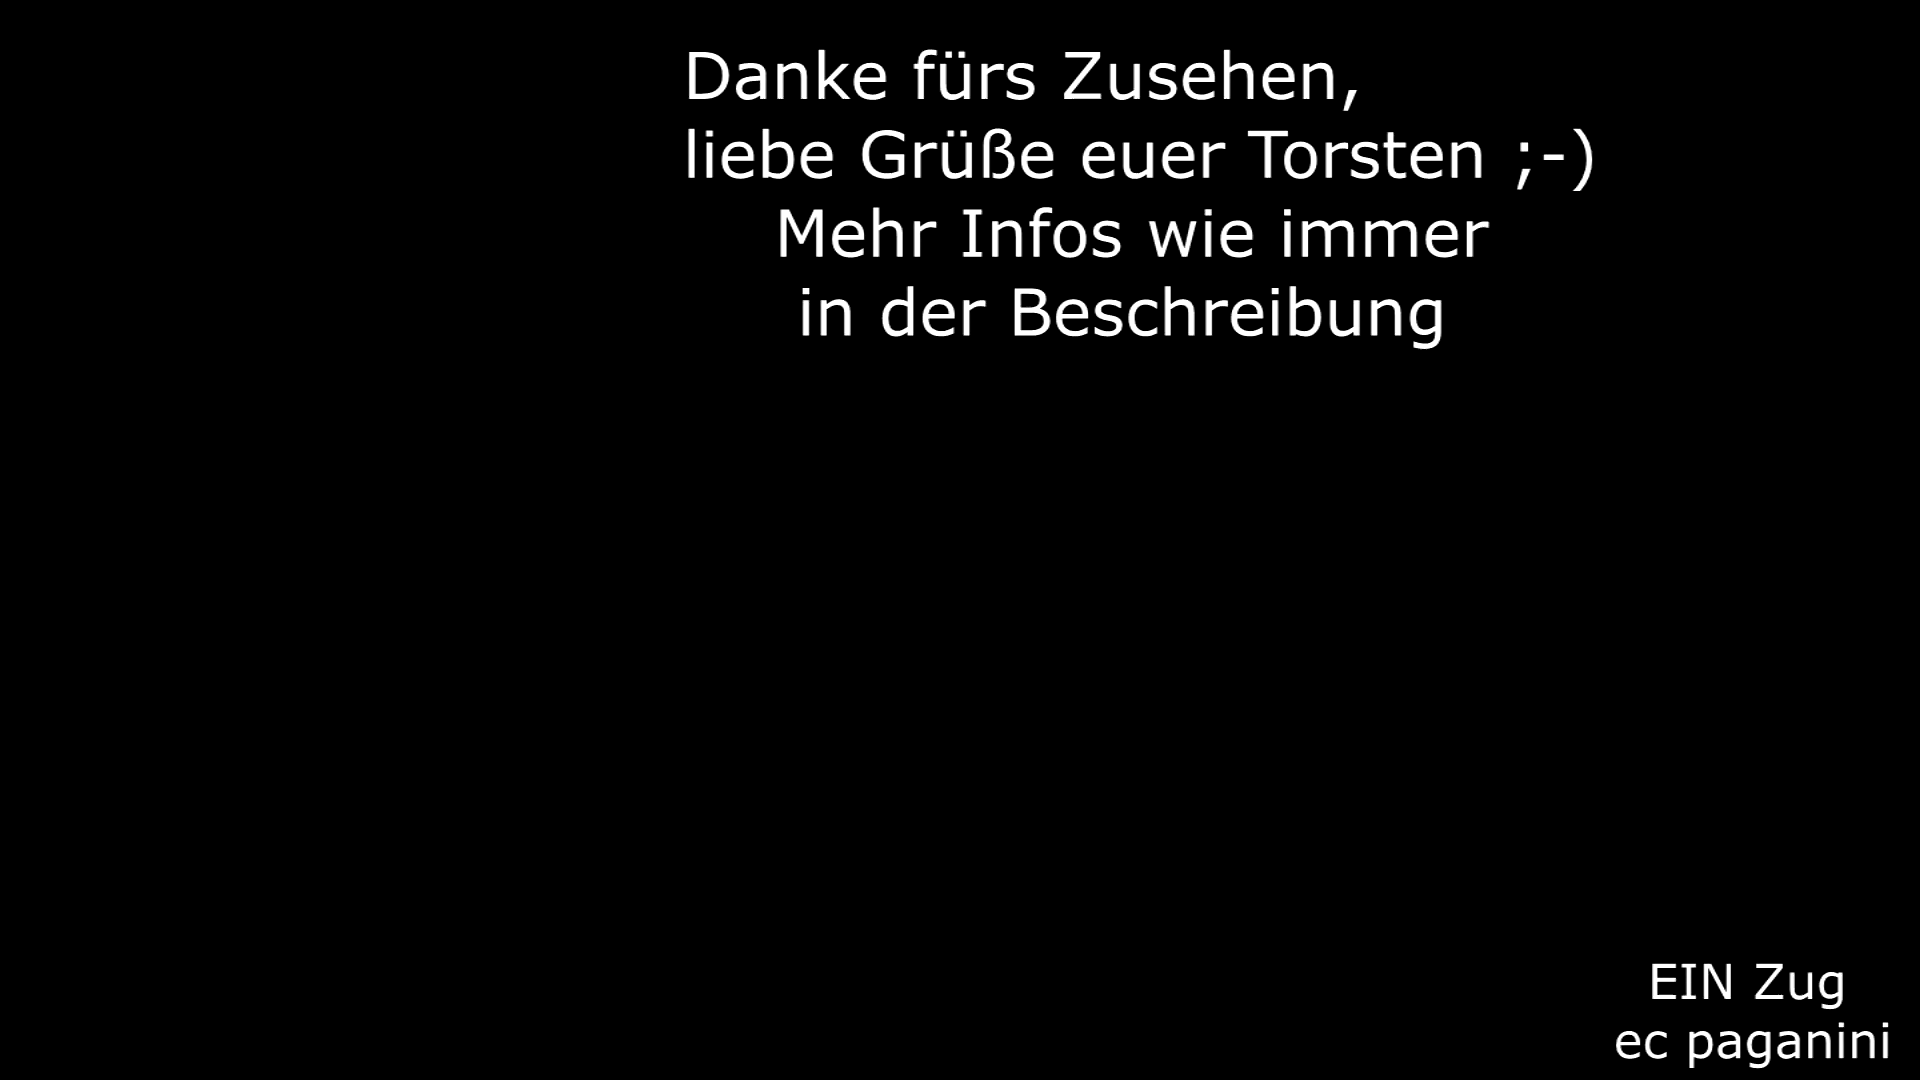 Danke fürs Zusehen,
liebe Grüße euer Torsten ;-)
Mehr Infos wie immer
in der Beschreibung
EIN Zug
ec paganini